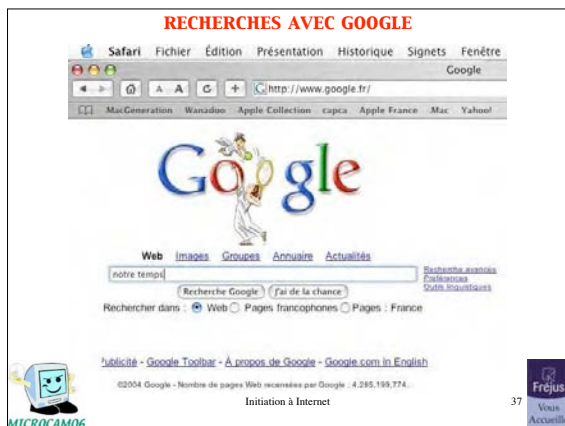 RECHERCHES AVEC GOOGLE
Safari Fichier Édition Présentation Historique Signets Fenêtre
Google
A A C + http://www.google.fr/
MacGeneration Wanadoo Apple Collection capca Apple France Mac Yahoo!
Google
Web Images Groupes Annuaire Actualités
notre temps
Recherche avancée
Préférences
Outils linguistiques
Recherche Google J'ai de la chance
Rechercher dans : Web Pages francophones Pages : France
Publicité - Google Toolbar - À propos de Google - Google.com in English
©2004 Google - Nombre de pages Web recensées par Google : 4,285,199,774.
Initiation à Internet
37
MICROCAM06
Fréjus
Vous
Accueille